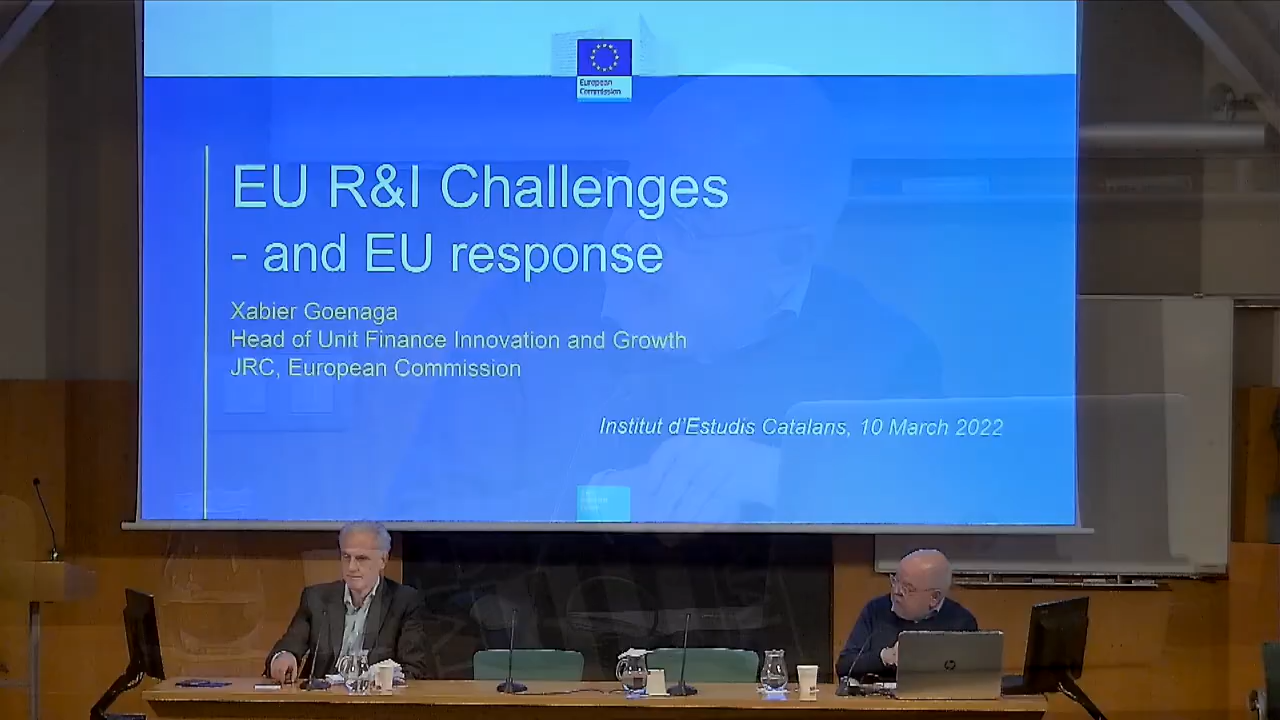 European
Commission
EU R&I Challenges
- and EU response
Xabier Goenaga
Head of Unit Finance Innovation and Growth
JRC, European Commission
Institut d'Estudis Catalans, 10 March 2022
hp